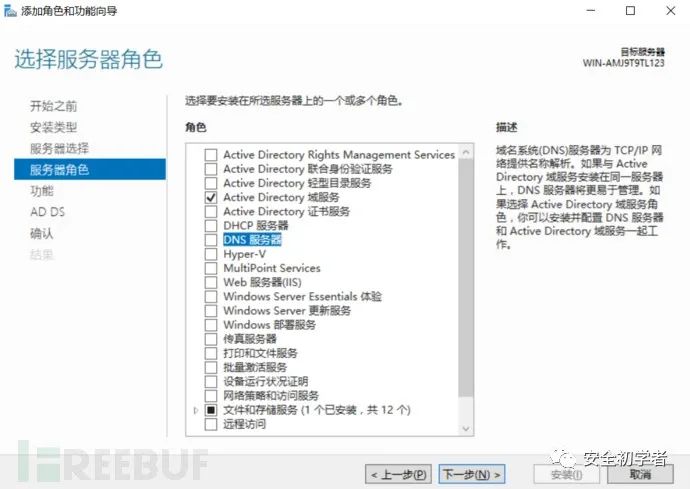 添加角色和功能向导
选择服务器角色
目标服务器
WIN-AMJ9T9TL123
开始之前
安装类型
服务器选择
服务器角色
功能
AD DS
确认
结果
选择要安装在所选服务器上的一个或多个角色。
角色
Active Directory Rights Management Services
Active Directory 联合身份验证服务
Active Directory 轻型目录服务
Active Directory 域服务
Active Directory 证书服务
DHCP 服务器
DNS 服务器
Hyper-V
MultiPoint Services
Web 服务器(IIS)
Windows Server Essentials 体验
Windows Server 更新服务
Windows 部署服务
传真服务器
打印和文件服务
批量激活服务
设备运行状况证明
网络策略和访问服务
文件和存储服务 (1 个已安装，共 12 个)
远程访问
描述
域名系统(DNS)服务器为 TCP/IP 网
络提供名称解析。如果与 Active
Directory 域服务安装在同一服务器
上，DNS 服务器将更易于管理。如
果选择 Active Directory 域服务角
色，你可以安装并配置 DNS 服务器
和 Active Directory 域服务一起工
作。
< 上一步(P)
下一步(N) >
安装(I)
取消
FREEBUF
安全初学者